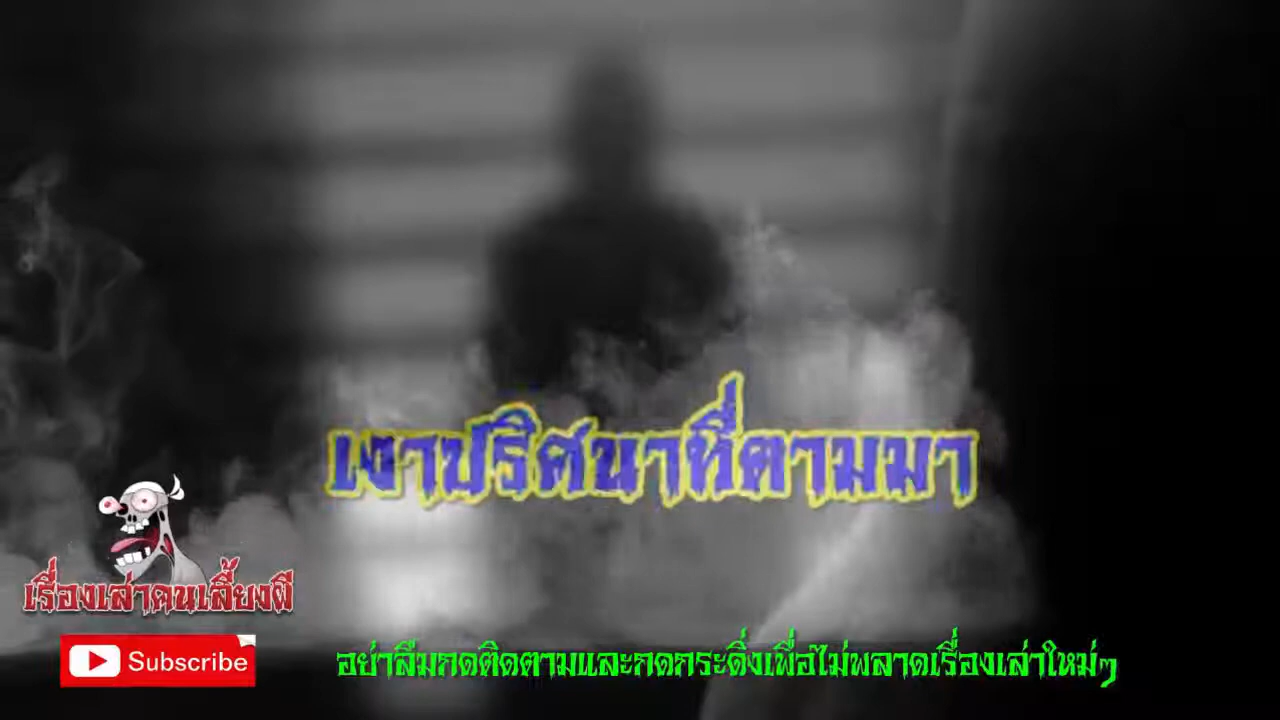 เงาปริศนาที่ตามมา
เรื่องเล่าคนเลี้ยงผี
Subscribe
อย่าลืมกดติดตามและกดกระดิ่งเพื่อไม่พลาดเรื่องเล่าใหม่ๆ